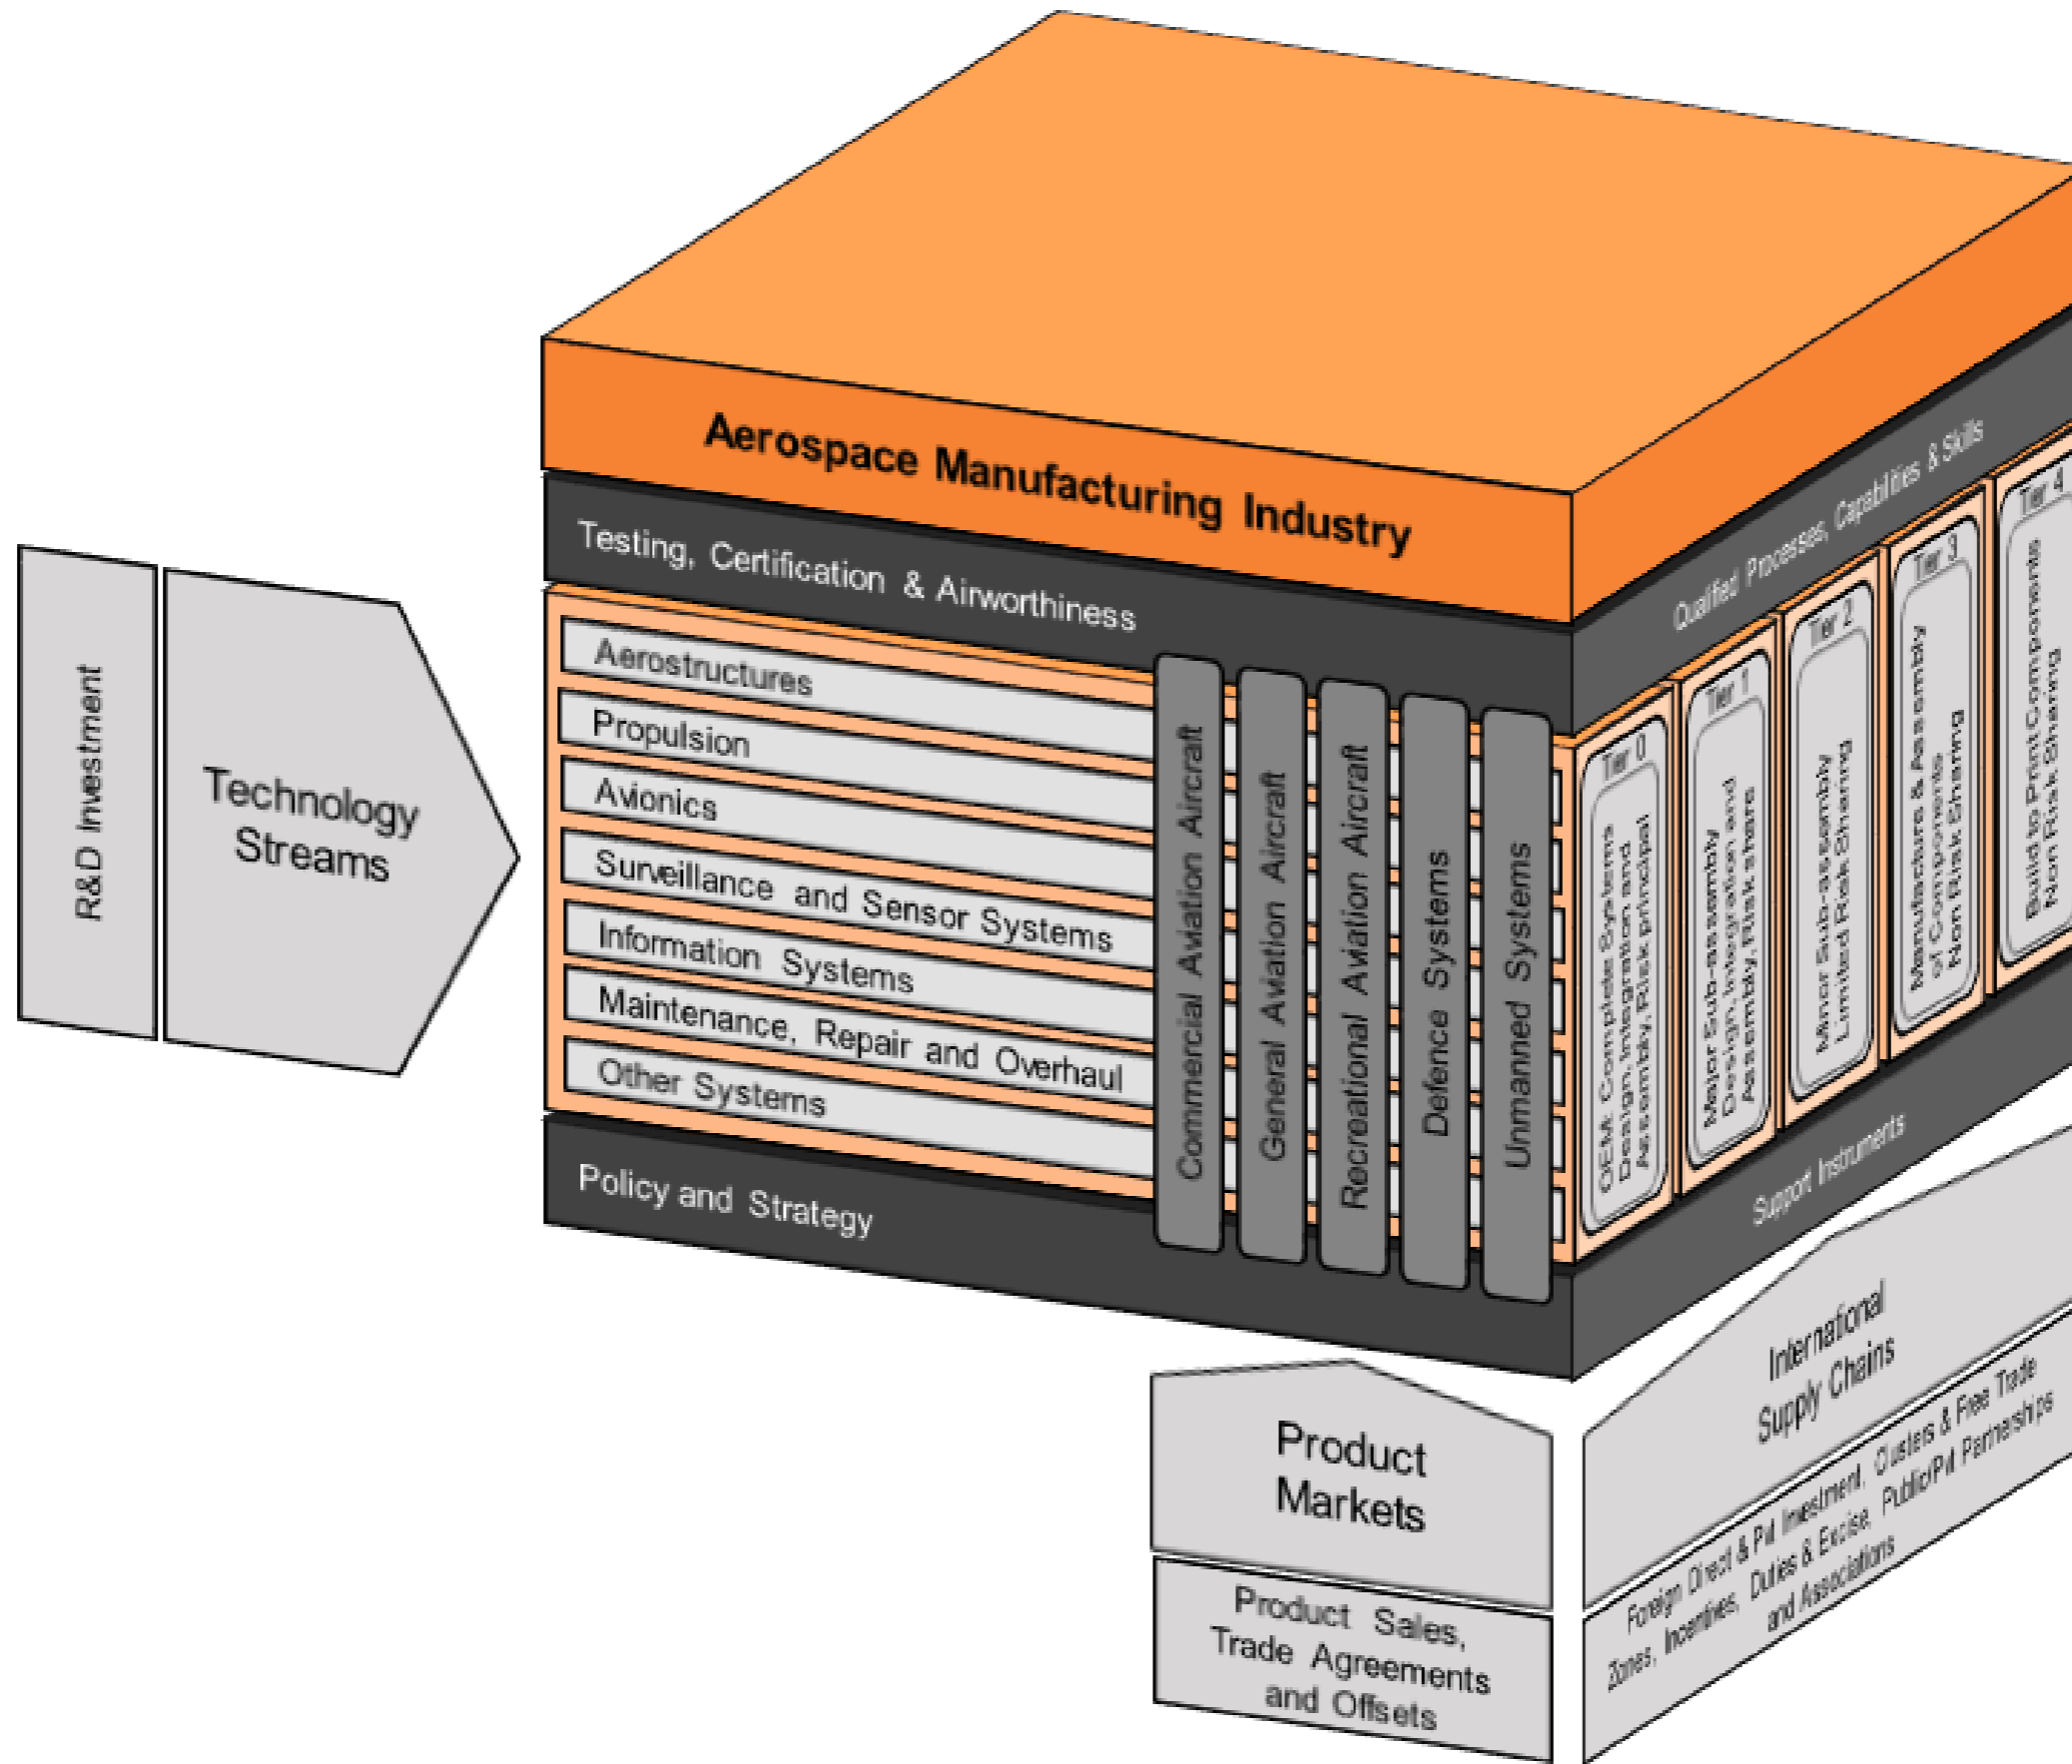 Aerospace Manufacturing Industry
Testing, Certification & Airworthiness
Aerostructures
Propulsion
Avionics
Surveillance and Sensor Systems
Information Systems
Maintenance, Repair and Overhaul
Other Systems
Policy and Strategy
Commercial Aviation Aircraft
General Aviation Aircraft
Recreational Aviation Aircraft
Defence Systems
Unmanned Systems
R&D Investment
Technology
Streams
Qualified Processes, Capabilities & Skills
Tier 0
OEM, Complete Systems
Design, Integration and
Assembly, Risk principal
Tier 1
Major Sub-assembly
Design, Integration and
Assembly, Risk share
Tier 2
Minor Sub-assembly
Limited Risk Sharing
Tier 3
Manufacture & Assembly
of Components
Non Risk Sharing
Tier 4
Build to Print Components
Non Risk Sharing
Support Instruments
Product
Markets
Product Sales,
Trade Agreements
and Offsets
International
Supply Chains
Foreign Direct & Pvt Investment, Clusters & Free Trade
Zones, Incentives, Duties & Excise, Public/Pvt Partnerships
and Associations